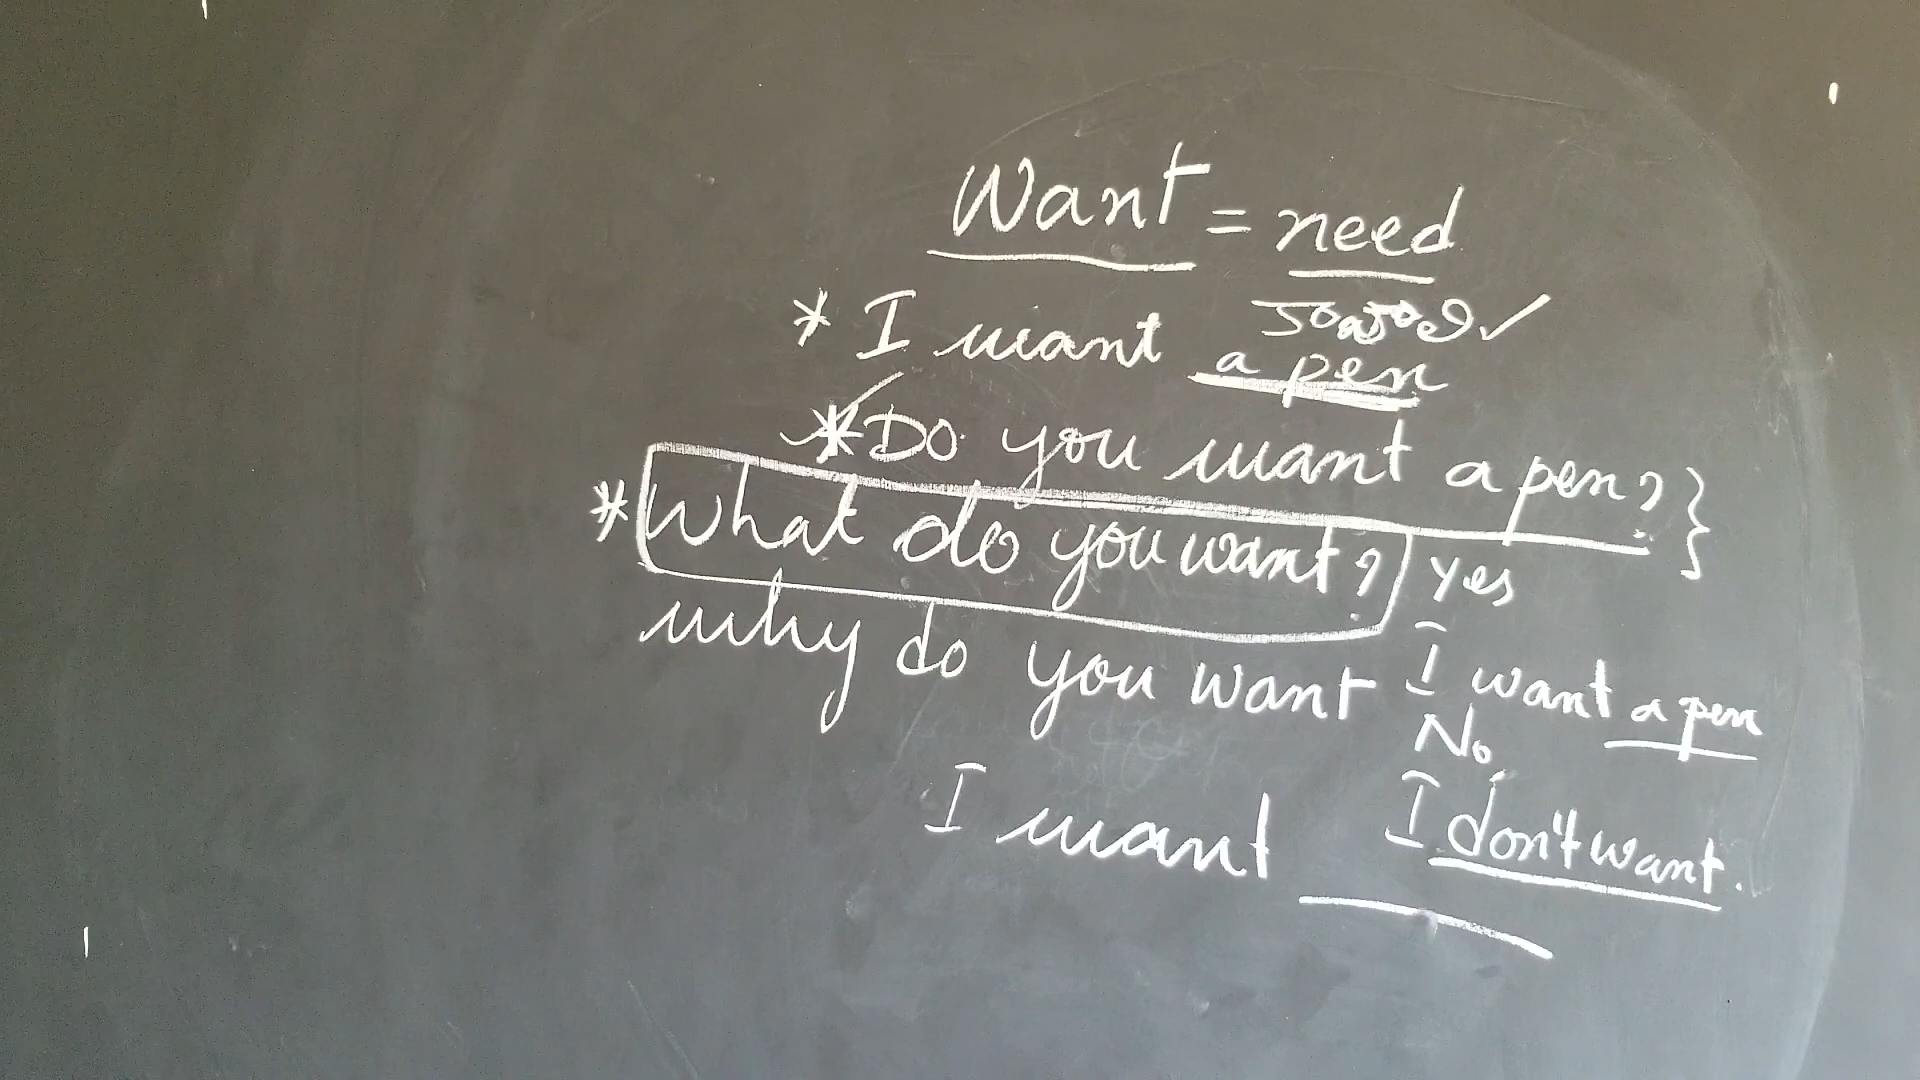 Want = need
* I want a pen
* Do you want a pen?
* What do you want?
Yes
why do you want
I want a pen
No,
I want
I don't want.